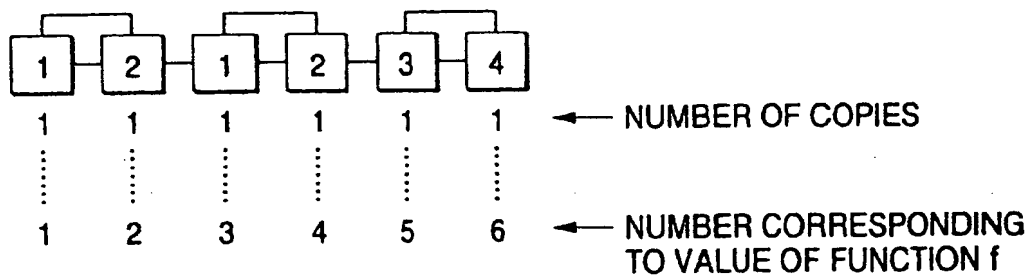 1 2 1 2 3 4
1 1 1 1 1 1 NUMBER OF COPIES
1 2 3 4 5 6 NUMBER CORRESPONDING
TO VALUE OF FUNCTION f